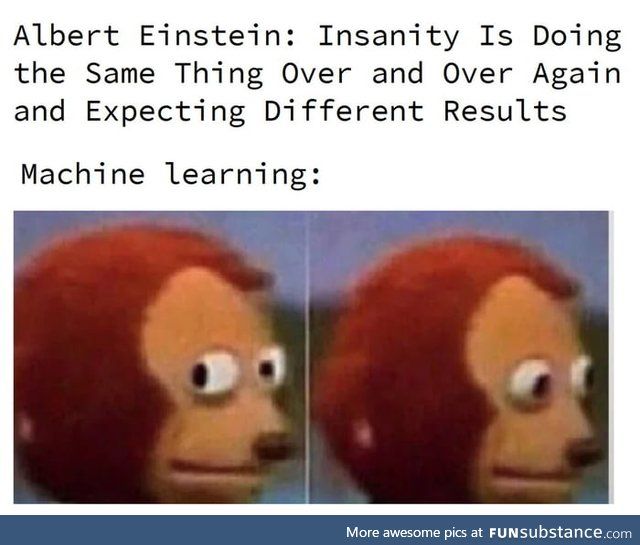 Albert Einstein: Insanity Is Doing
the Same Thing Over and Over Again
and Expecting Different Results
Machine learning:
More awesome pics at FUNsubstance.com